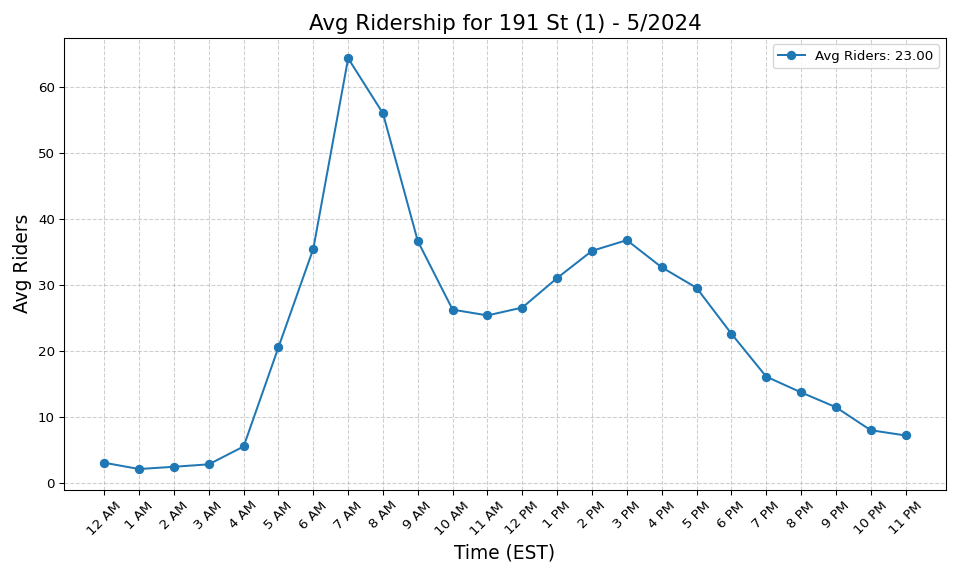 Avg Ridership for 191 St (1) - 5/2024
Avg Riders: 23.00
Avg Riders
60
50
40
30
20
10
0
12 AM
1 AM
2 AM
3 AM
4 AM
5 AM
6 AM
7 AM
8 AM
9 AM
10 AM
11 AM
12 PM
1 PM
2 PM
3 PM
4 PM
5 PM
6 PM
7 PM
8 PM
9 PM
10 PM
11 PM
Time (EST)